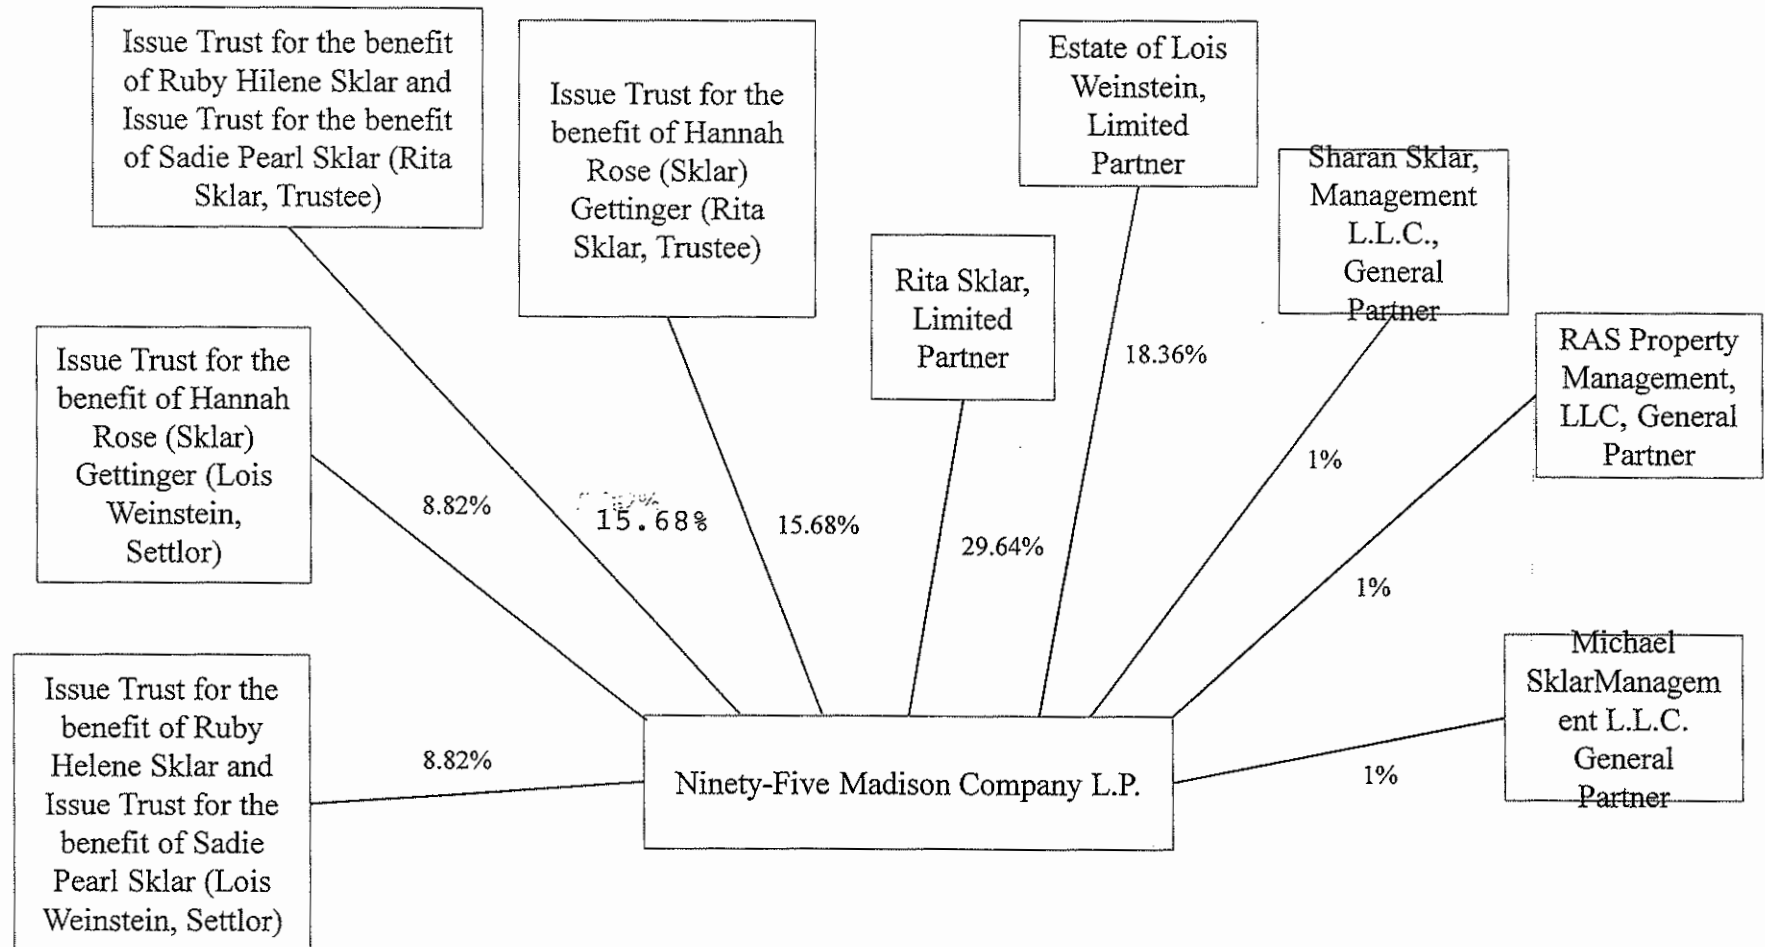 Issue Trust for the benefit
of Ruby Hilene Sklar and
Issue Trust for the benefit
of Sadie Pearl Sklar (Rita
Sklar, Trustee)
Issue Trust for the
benefit of Hannah
Rose (Sklar)
Gettinger (Rita
Sklar, Trustee)
Estate of Lois
Weinstein,
Limited
Partner
Sharan Sklar,
Management
L.L.C.,
General
Partner
Rita Sklar,
Limited
Partner
RAS Property
Management,
LLC, General
Partner
Issue Trust for the
benefit of Hannah
Rose (Sklar)
Gettinger (Lois
Weinstein,
Settlor)
18.36%
1%
8.82%
15.68%
15.68%
29.64%
1%
Michael
SklarManagem
ent L.L.C.
General
Partner
Issue Trust for the
benefit of Ruby
Helene Sklar and
Issue Trust for the
benefit of Sadie
Pearl Sklar (Lois
Weinstein, Settlor)
8.82%
Ninety-Five Madison Company L.P.
1%